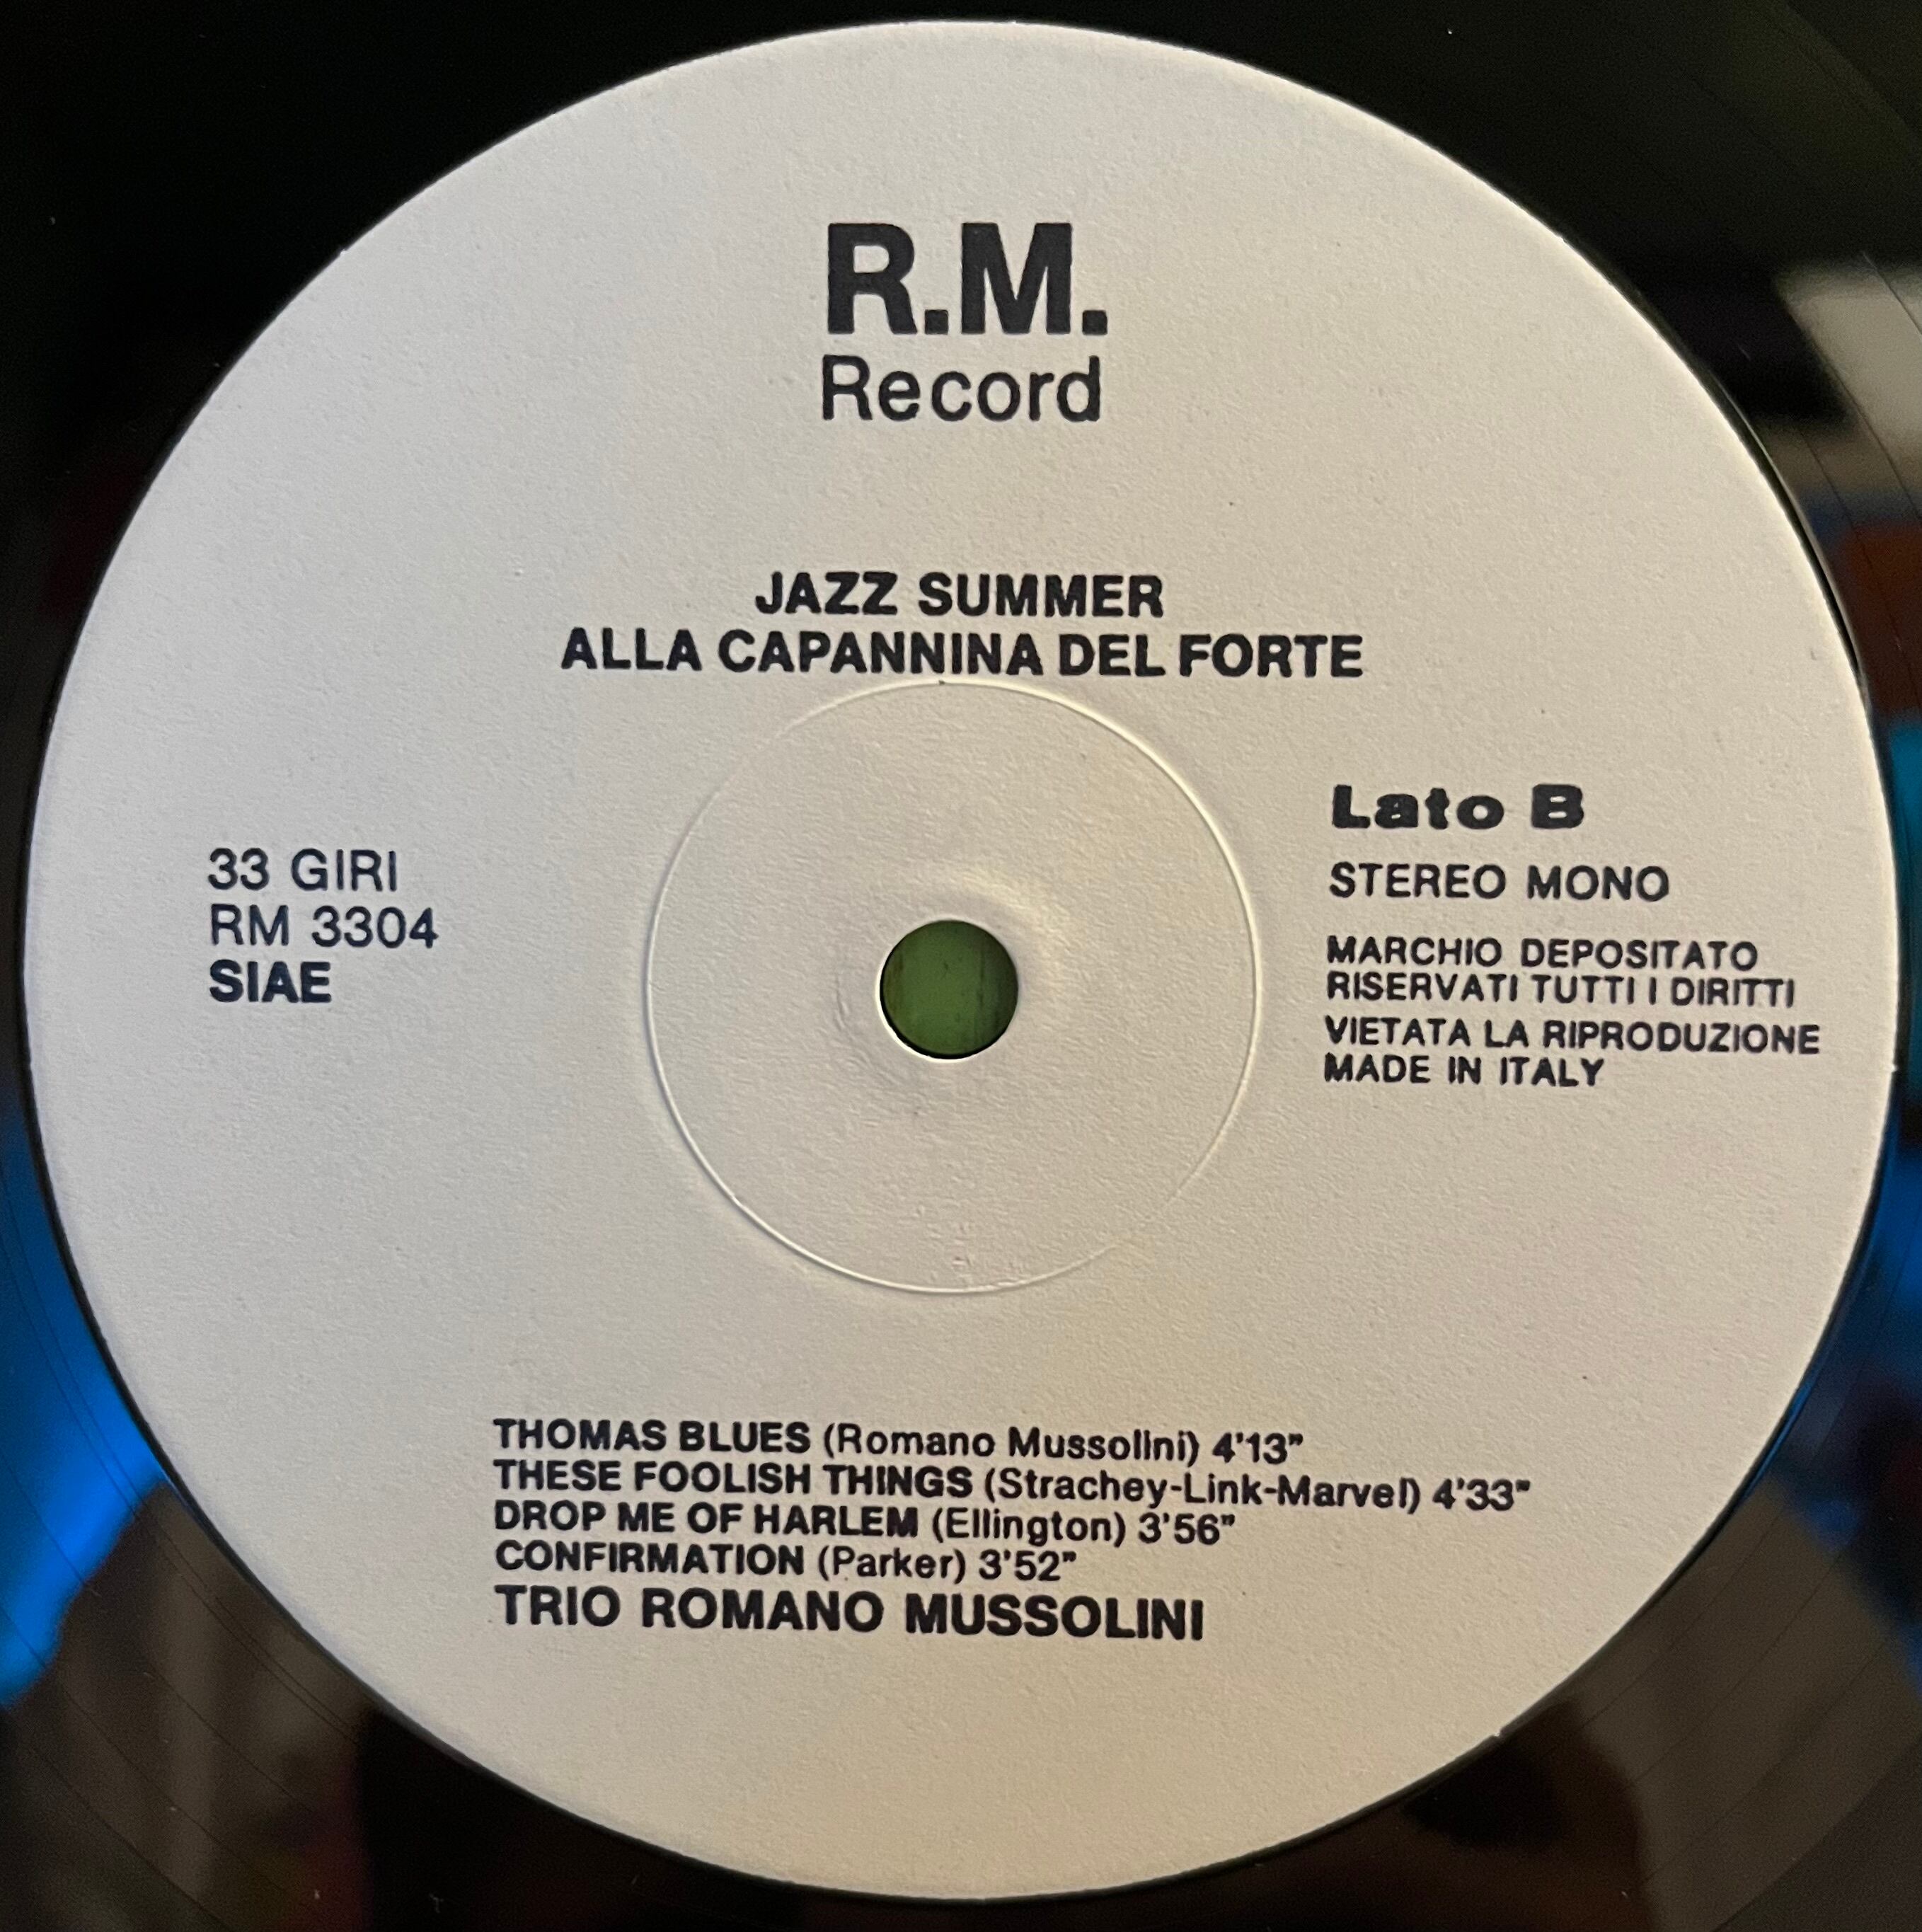 R.M.
Record
JAZZ SUMMER
ALLA CAPANNINA DEL FORTE
33 GIRI
RM 3304
SIAE
Lato B
STEREO MONO
MARCHIO DEPOSITATO
RISERVATI TUTTI I DIRITTI
VIETATA LA RIPRODUZIONE
MADE IN ITALY
THOMAS BLUES (Romano Mussolini) 4'13"
THESE FOOLISH THINGS (Strachey-Link-Marvel) 4'33"
DROP ME OF HARLEM (Ellington) 3'56"
CONFIRMATION (Parker) 3'52"
TRIO ROMANO MUSSOLINI